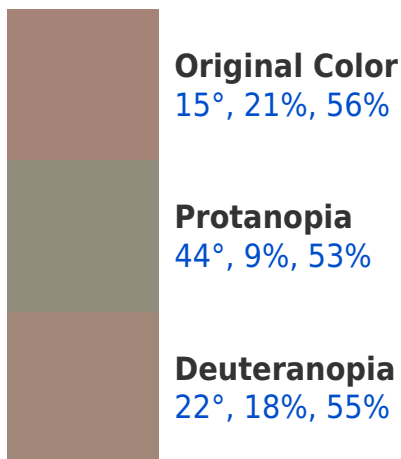 Original Color
15°, 21%, 56%
Protanopia
44°, 9%, 53%
Deuteranopia
22°, 18%, 55%